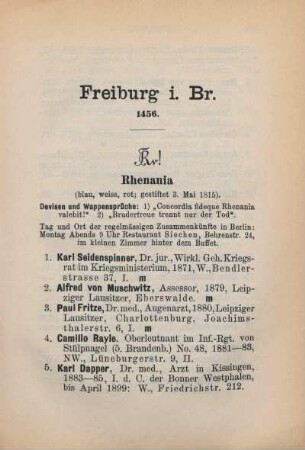 Freiburg i. Br.
1456.
Rhenania
(blau, weiss, rot; gestiftet 3. Mai 1815).
Devisen und Wappensprüche: 1) „Concordia fideque Rhenania
valebit!“ 2) „Bruderfreue trennt nur der Tod“.
Tag und Ort der regelmässigen Zusammenkünfte in Berlin:
Montag Abends 9 Uhr Restaurant Siechen, Behrenstr. 24,
im kleinen Zimmer hinter dem Buffet.
1. Karl Seidenspinner, Dr. jur., Wirkl. Geh. Kriegs-
rat im Kriegsministerium, 1871, W., Bendler-
strasse 37, I. m
2. Alfred von Muschwitz, Assessor, 1879, Leip-
ziger Lausitzer, Eberswalde. m
3. Paul Fritze, Dr. med., Augenarzt, 1880, Leipziger
Lausitzer, Charlottenburg, Joachims-
thalerstr. 6, I. m
4. Camillo Rayle. Oberleutnant im Inf.-Rgt. von
Stülpnagel (5. Brandenb.) No. 48, 1881—83,
NW., Lüneburgerstr. 9, II.
5. Karl Dapper, Dr. med., Arzt in Kissingen,
1883—85, I. d. C. der Bonner Westphalen,
bis April 1899: W., Friedrichstr. 212.